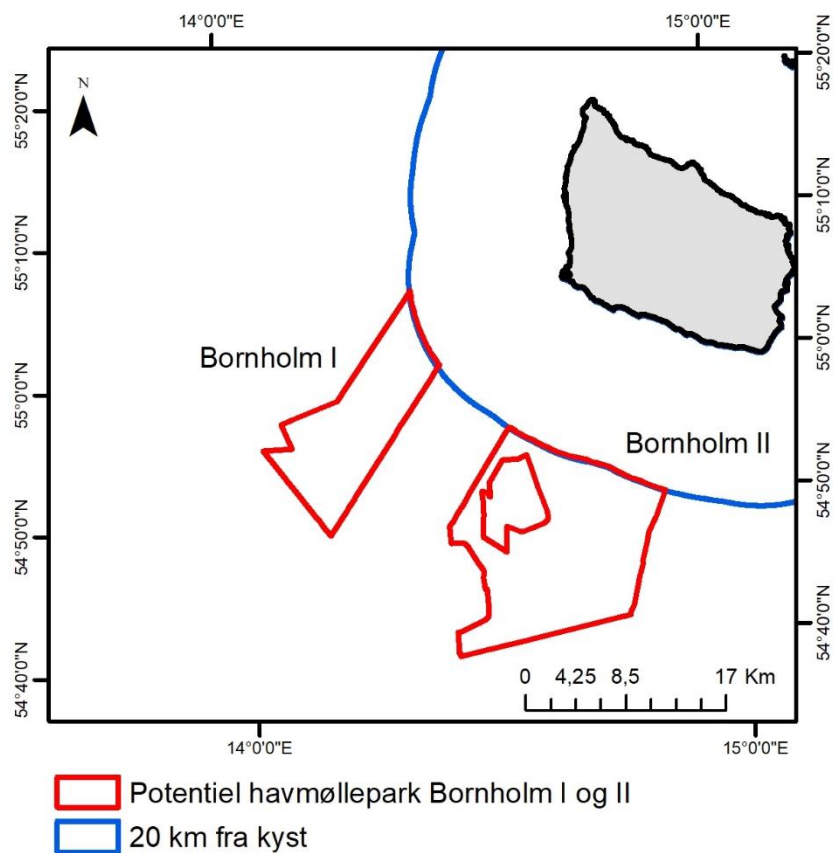 14°0'0"E 15°0'0"E
55°20'0"N
N
55°20'0"N
55°10'0"N
55°10'0"N
55°0'0"N
Bornholm I
55°0'0"N
Bornholm II
54°50'0"N
54°50'0"N
54°40'0"N
0 4,25 8,5 17 Km
54°40'0"N
14°0'0"E 15°0'0"E
Potentiel havmøllepark Bornholm I og II
20 km fra kyst